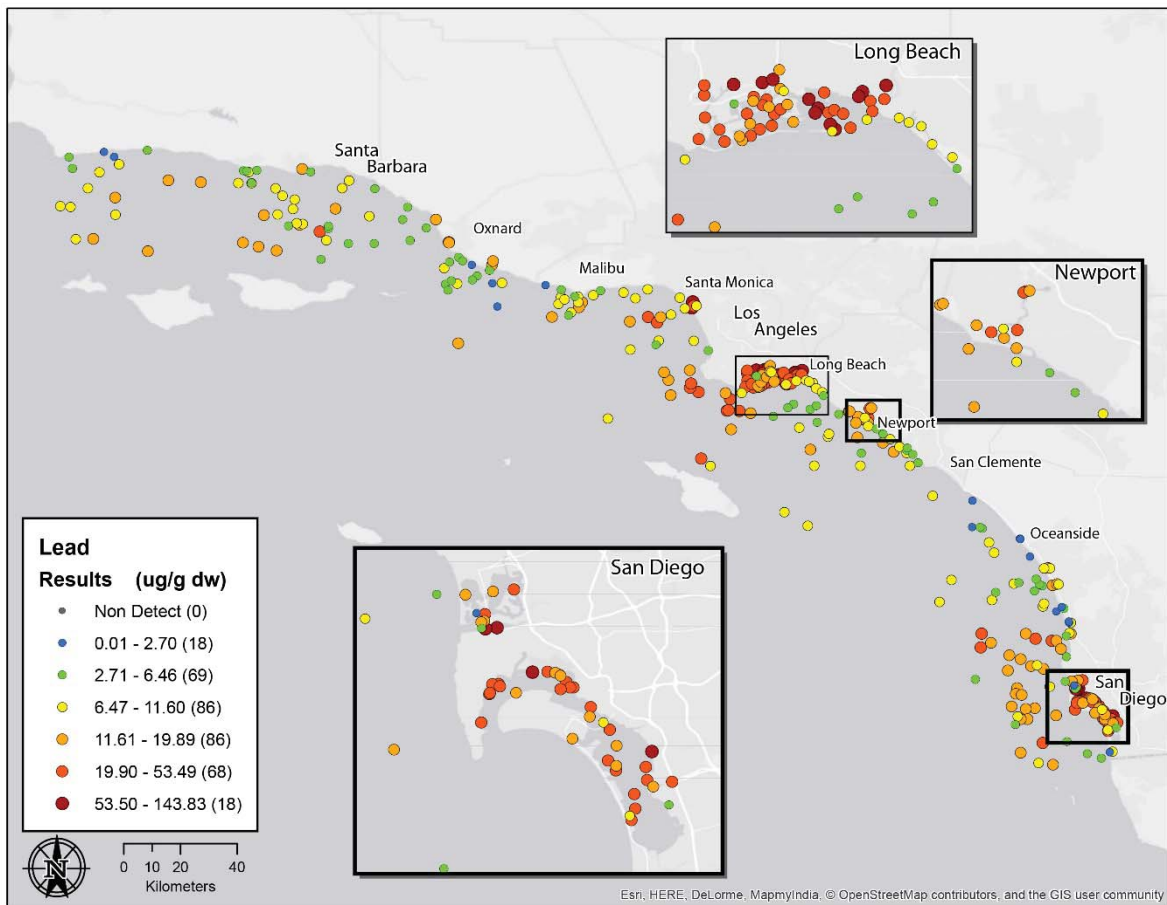 Long Beach
Santa
Barbara
Oxnard
Malibu
Santa Monica
Los
Angeles
Long Beach
Newport
Newport
San Clemente
Oceanside
San
Diego
San Diego
Lead
Results (ug/g dw)
Non Detect (0)
0.01 - 2.70 (18)
2.71 - 6.46 (69)
6.47 - 11.60 (86)
11.61 - 19.89 (86)
19.90 - 53.49 (68)
53.50 - 143.83 (18)
N
0 10 20 40
Kilometers
Esri, HERE, DeLorme, MapmyIndia, © OpenStreetMap contributors, and the GIS user community